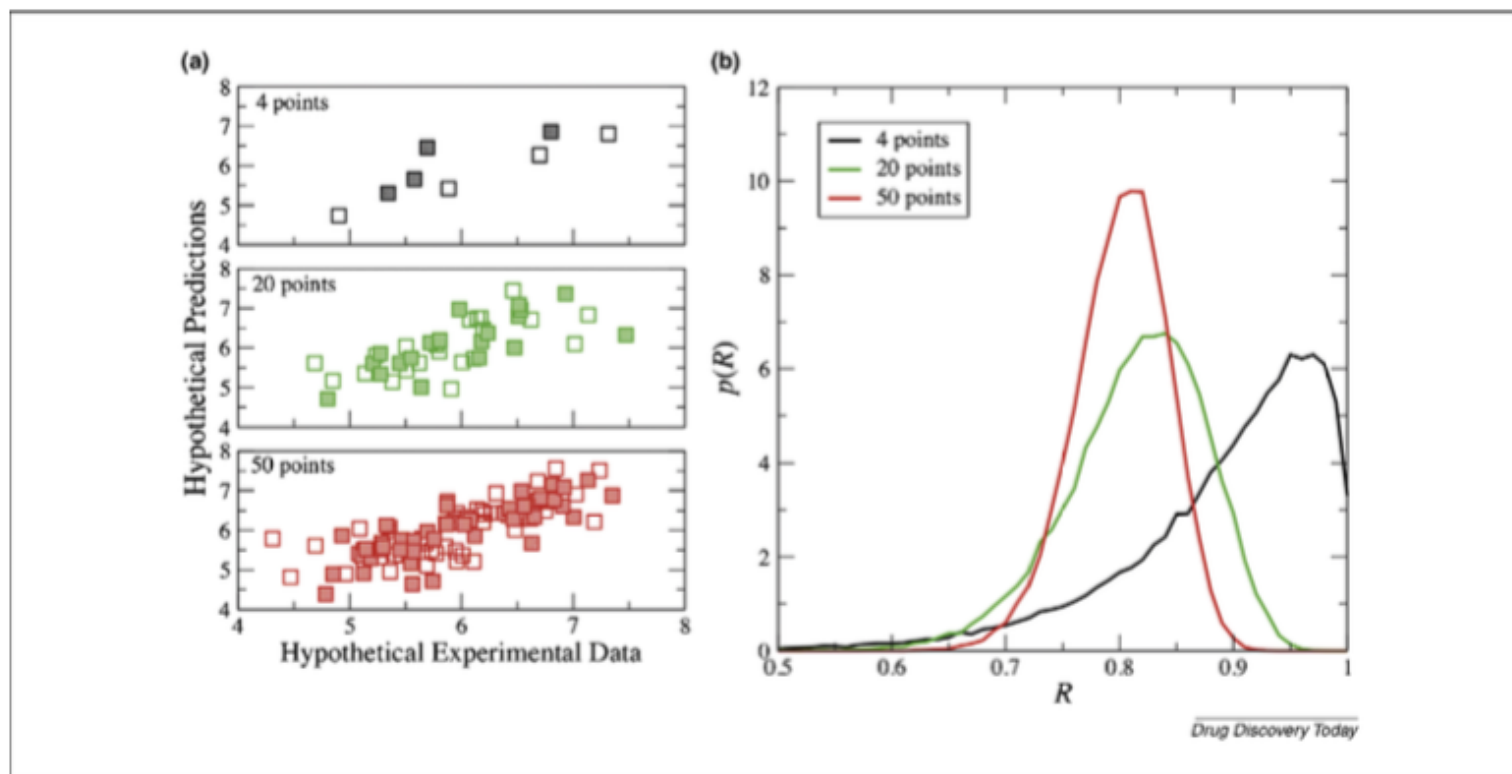 (a)
8
4 points
7
6
5
4
8
20 points
7
6
5
4
8
50 points
7
6
5
4
4 5 6 7 8
Hypothetical Predictions
Hypothetical Experimental Data
(b)
12
10
8
6
4
2
0
4 points
20 points
50 points
p(R)
0.5 0.6 0.7 0.8 0.9 1
R
Drug Discovery Today